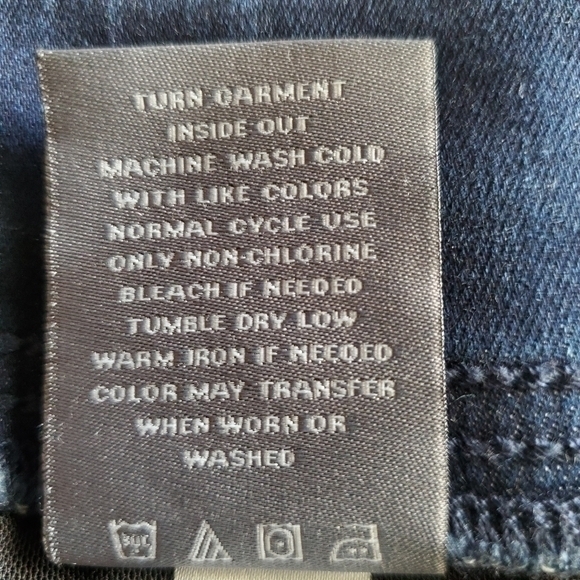 TURN GARMENT
INSIDE OUT
MACHINE WASH COLD
WITH LIKE COLORS
NORMAL CYCLE USE
ONLY NON-CHLORINE
BLEACH IF NEEDED
TUMBLE DRY LOW
WARM IRON IF NEEDED
COLOR MAY TRANSFER
WHEN WORN OR
WASHED
30C